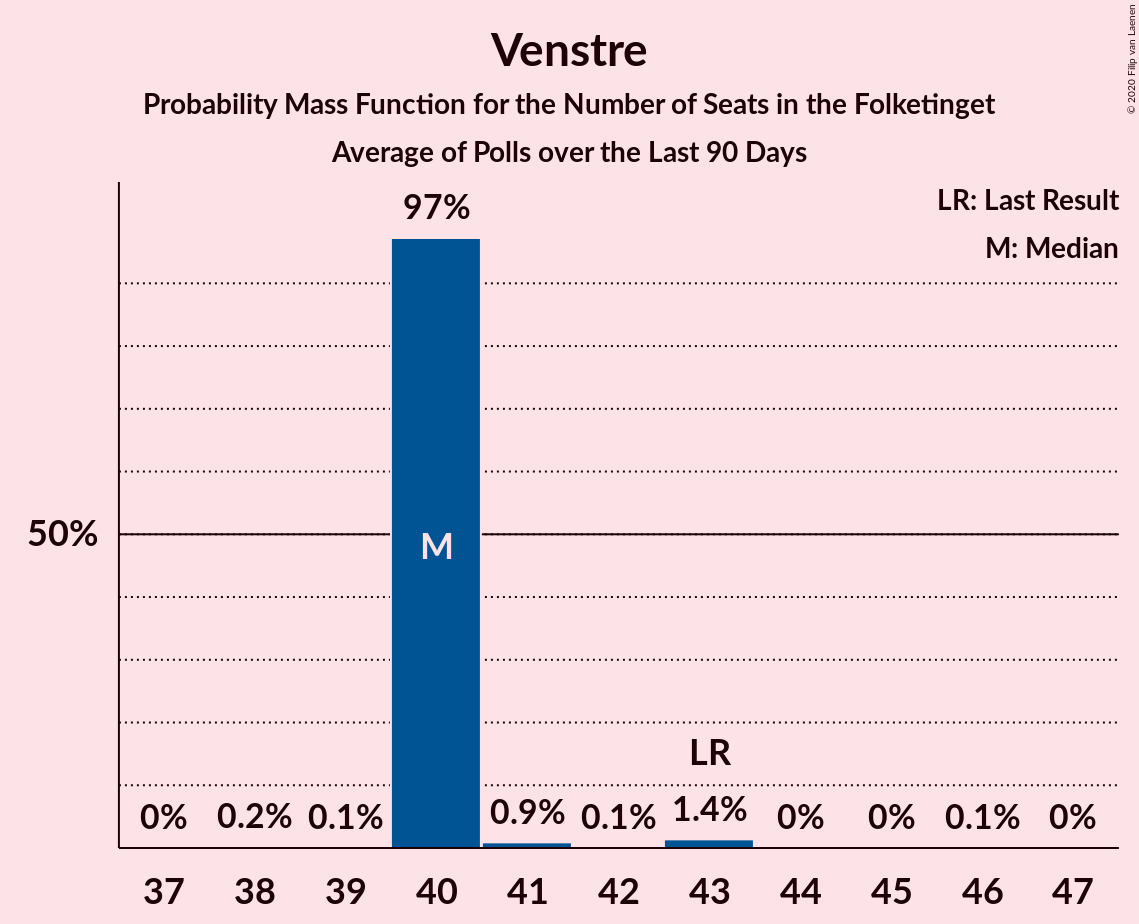 Venstre
Probability Mass Function for the Number of Seats in the Folketinget
Average of Polls over the Last 90 Days
© 2020 Filip van Laenen
LR: Last Result
M: Median
97%
50%
M
LR
0% 0.2% 0.1% 0.9% 0.1% 1.4% 0% 0% 0.1% 0%
37 38 39 40 41 42 43 44 45 46 47